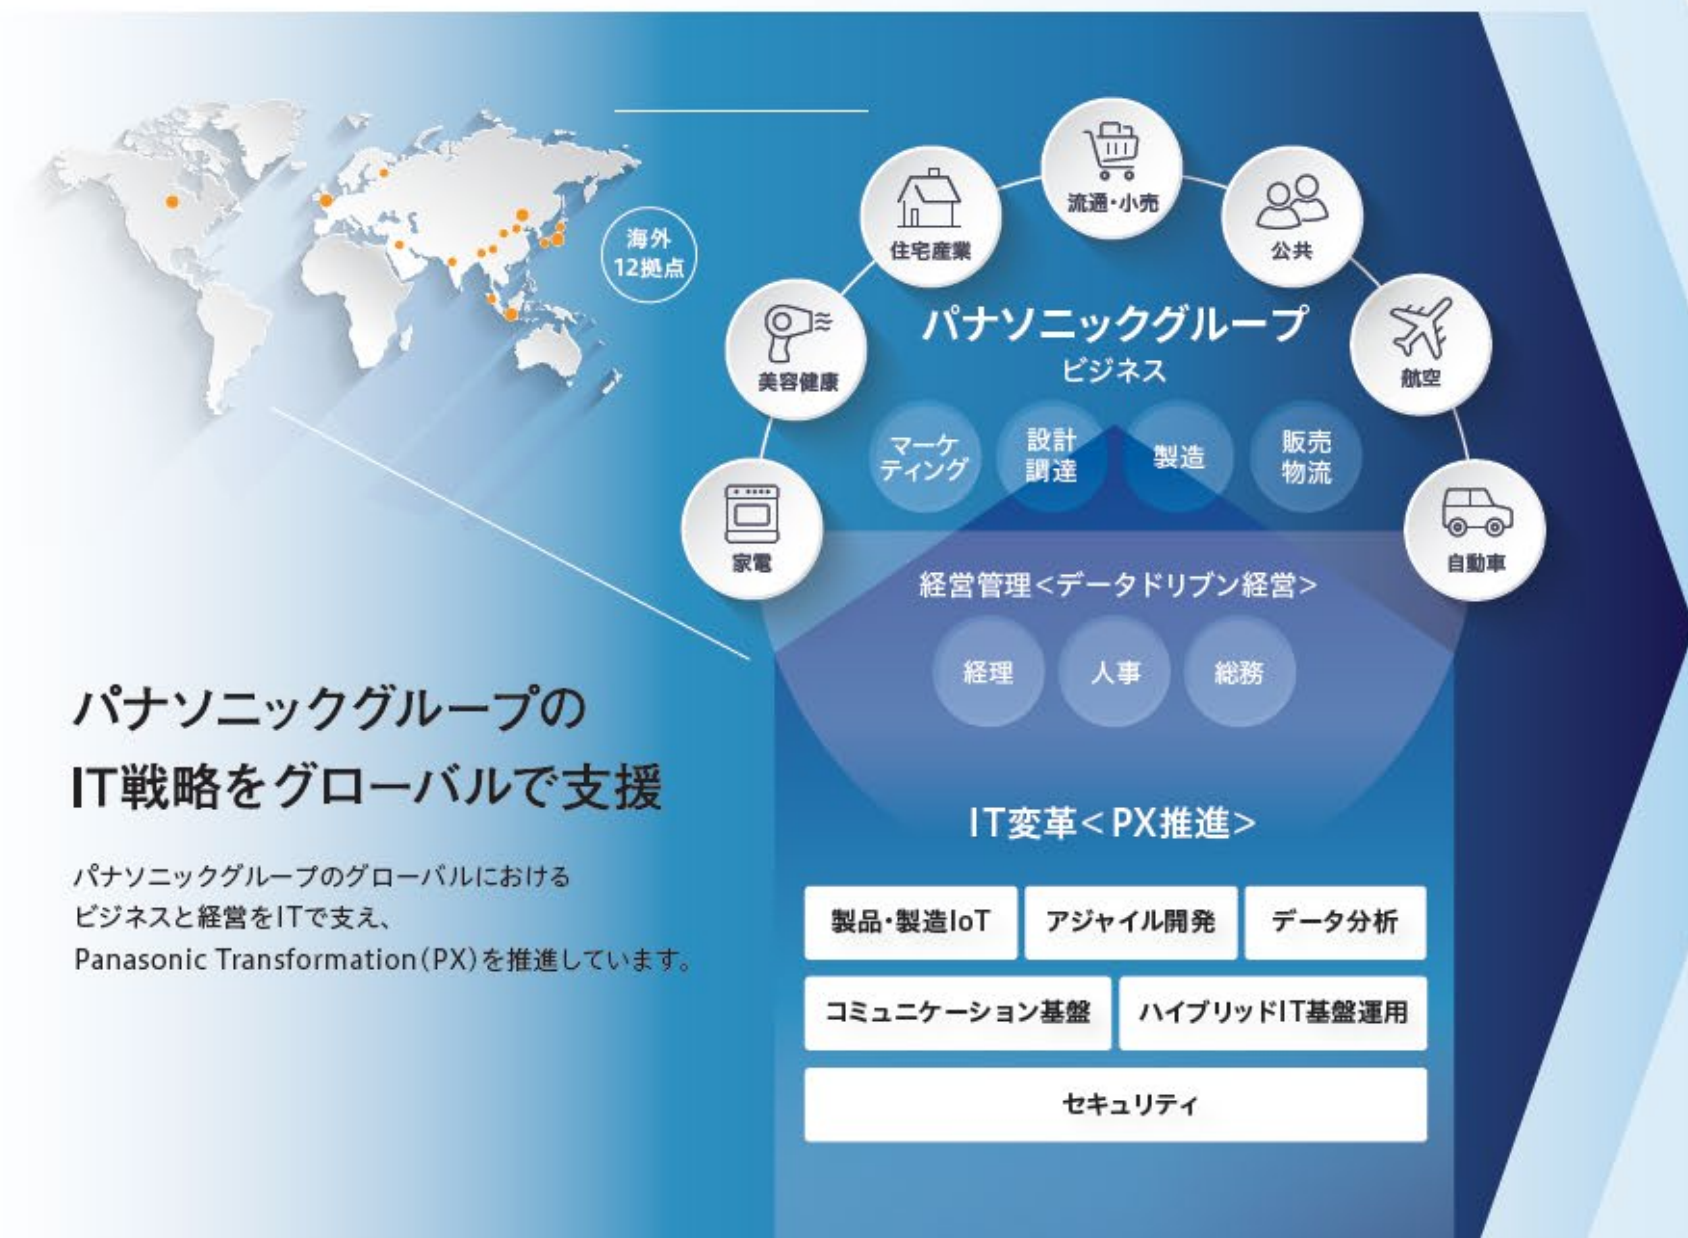 海外
12拠点
流通・小売
住宅産業
公共
美容健康
航空
家電
自動車
パナソニックグループ
ビジネス
マーケ
ティング
設計
調達
製造
販売
物流
経営管理<データドリブン経営>
経理
人事
総務
パナソニックグループの
IT戦略をグローバルで支援
パナソニックグループのグローバルにおける
ビジネスと経営をITで支え、
Panasonic Transformation(PX)を推進しています。
IT変革<PX推進>
製品・製造IoT
アジャイル開発
データ分析
コミュニケーション基盤
ハイブリッドIT基盤運用
セキュリティ